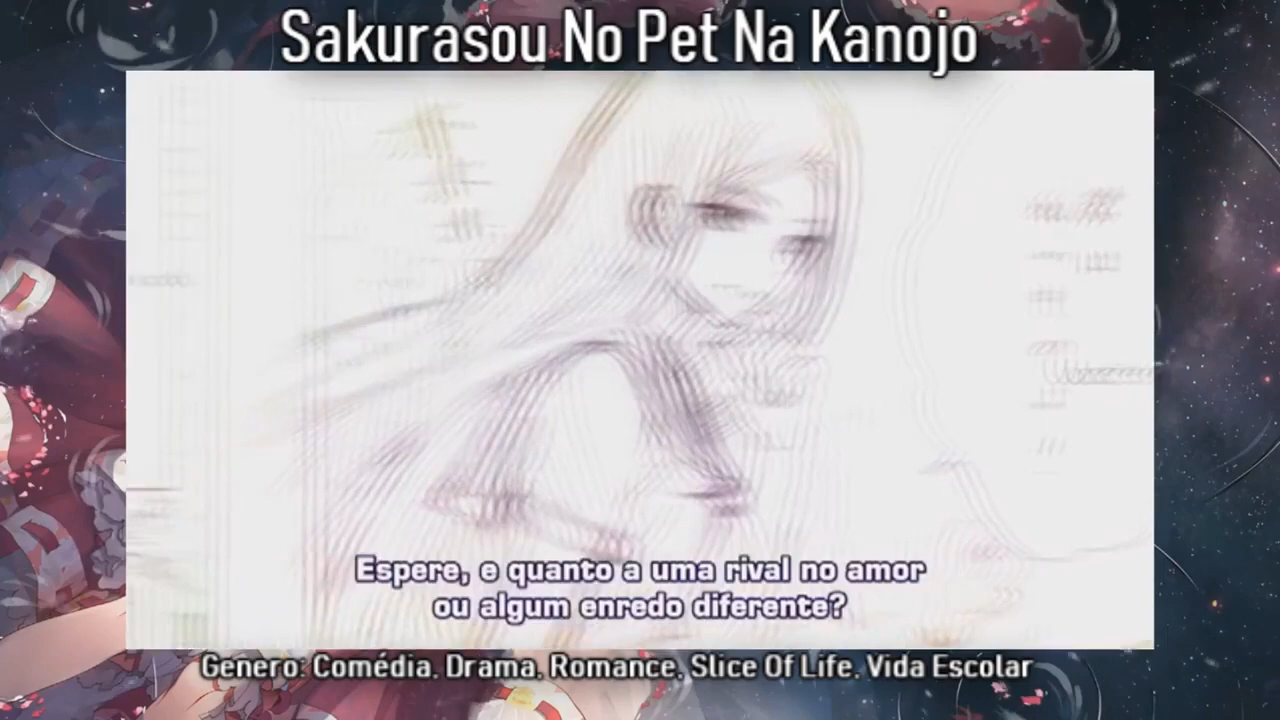 Sakurasou No Pet Na Kanojo
Espere, e quanto a uma rival no amor
ou algum enredo diferente?
Genero: Comédia, Drama, Romance, Slice Of Life, Vida Escolar